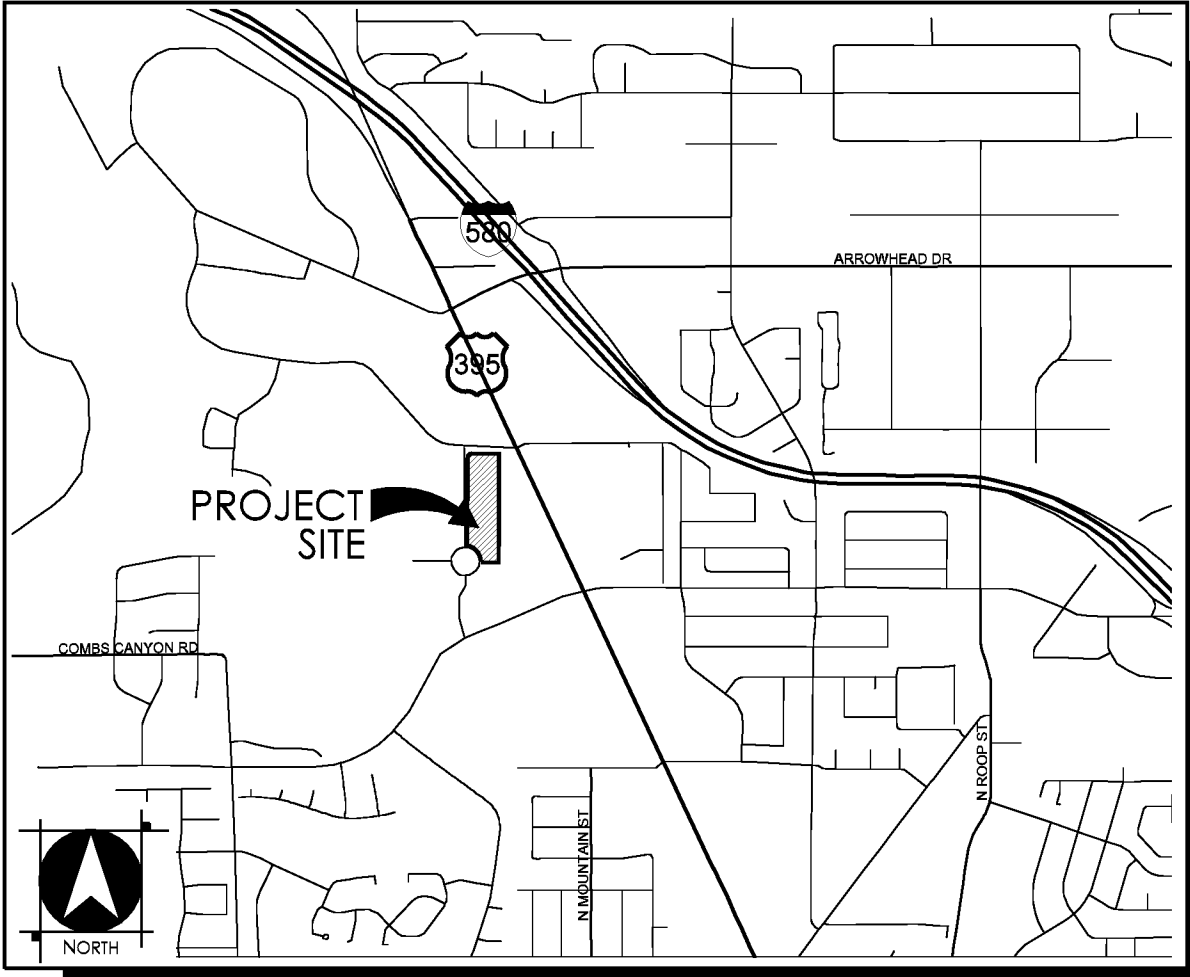 580
ARROWHEAD DR
395
PROJECT
SITE
COMBS CANYON RD
N ROOP ST
N MOUNTAIN ST
NORTH